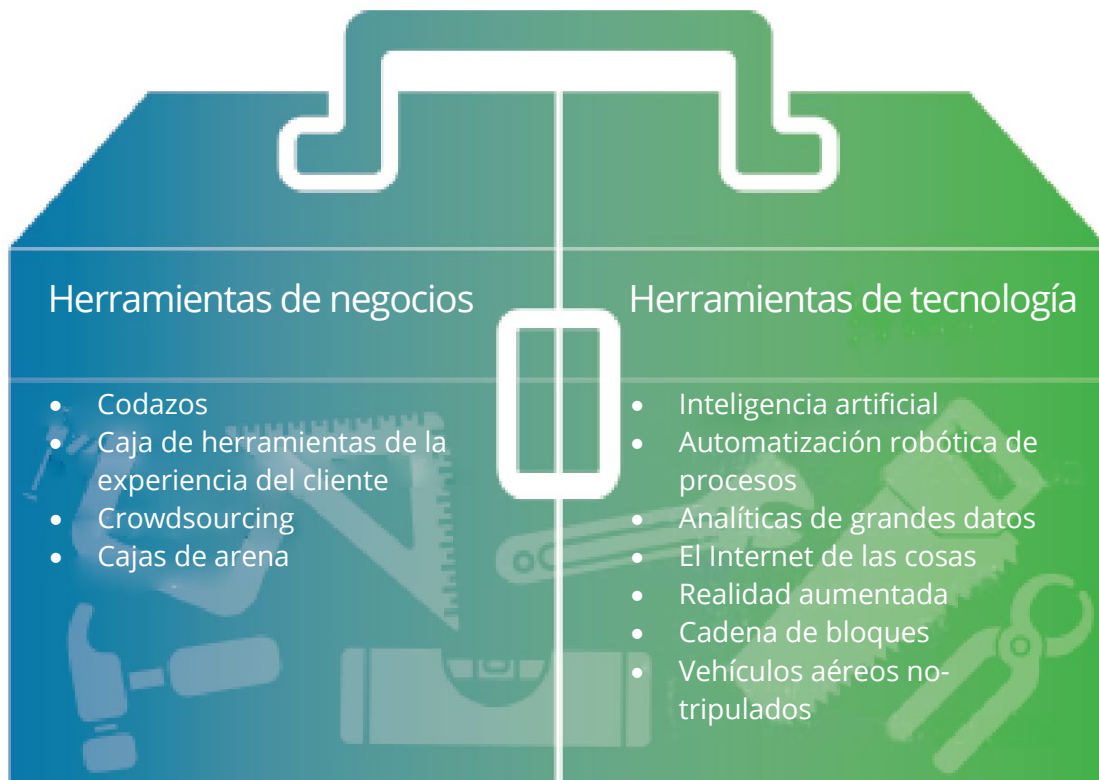 Herramientas de negocios
• Codazos
• Caja de herramientas de la
experiencia del cliente
• Crowdsourcing
• Cajas de arena
Herramientas de tecnología
• Inteligencia artificial
• Automatización robótica de
procesos
• Analíticas de grandes datos
• El Internet de las cosas
• Realidad aumentada
• Cadena de bloques
• Vehículos aéreos no-
tripulados